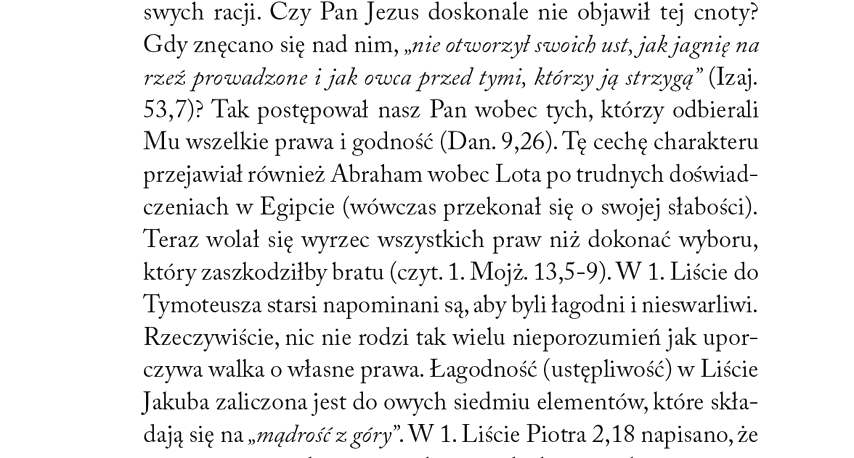 swych racji. Czy Pan Jezus doskonale nie objawił tej cnoty?
Gdy znęcano się nad nim, „nie otworzył swoich ust, jak jagnię na
rzeź prowadzone i jak owca przed tymi, którzy ją strzygą” (Izaj.
53,7)? Tak postępował nasz Pan wobec tych, którzy odbierali
Mu wszelkie prawa i godność (Dan. 9,26). Tę cechę charakteru
przejawiał również Abraham wobec Lota po trudnych doświad-
czeniach w Egipcie (wówczas przekonał się o swojej słabości).
Teraz wolał się wyrzec wszystkich praw niż dokonać wyboru,
który zaszkodziłby bratu (czyt. 1. Mojż. 13,5-9). W 1. Liście do
Tymoteusza starsi napominani są, aby byli łagodni i nieswarliwi.
Rzeczywiście, nic nie rodzi tak wielu nieporozumień jak upor-
czywa walka o własne prawa. Łagodność (ustępliwość) w Liście
Jakuba zaliczona jest do owych siedmiu elementów, które skła-
dają się na „mądrość z góry”. W 1. Liście Piotra 2,18 napisano, że